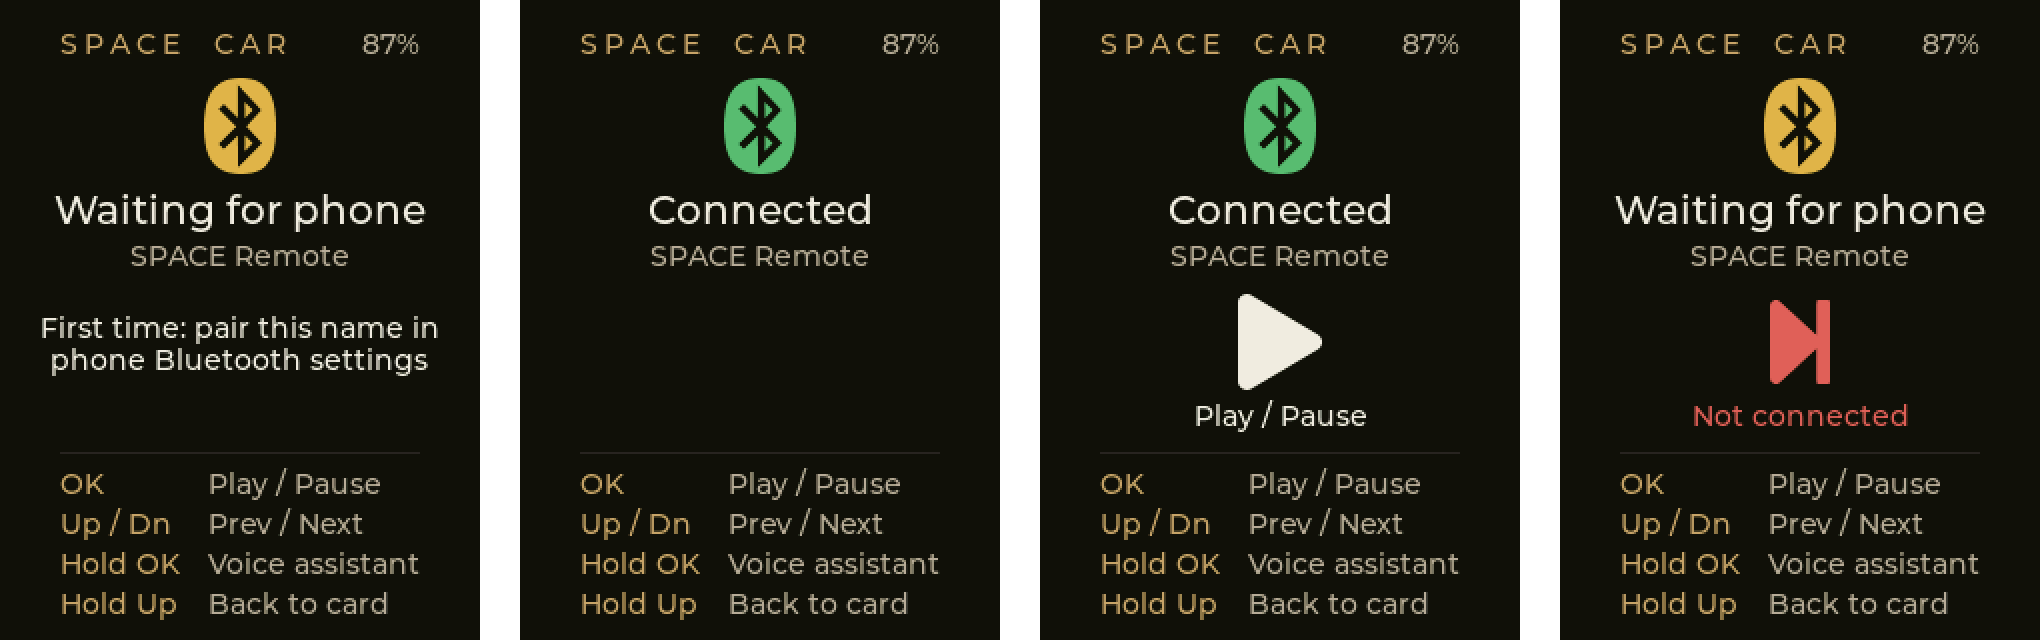 SPACE CAR 87%
Waiting for phone
SPACE Remote
First time: pair this name in
phone Bluetooth settings
OK Play / Pause
Up / Dn Prev / Next
Hold OK Voice assistant
Hold Up Back to card
SPACE CAR 87%
Connected
SPACE Remote
OK Play / Pause
Up / Dn Prev / Next
Hold OK Voice assistant
Hold Up Back to card
SPACE CAR 87%
Connected
SPACE Remote
Play / Pause
OK Play / Pause
Up / Dn Prev / Next
Hold OK Voice assistant
Hold Up Back to card
SPACE CAR 87%
Waiting for phone
SPACE Remote
Not connected
OK Play / Pause
Up / Dn Prev / Next
Hold OK Voice assistant
Hold Up Back to card